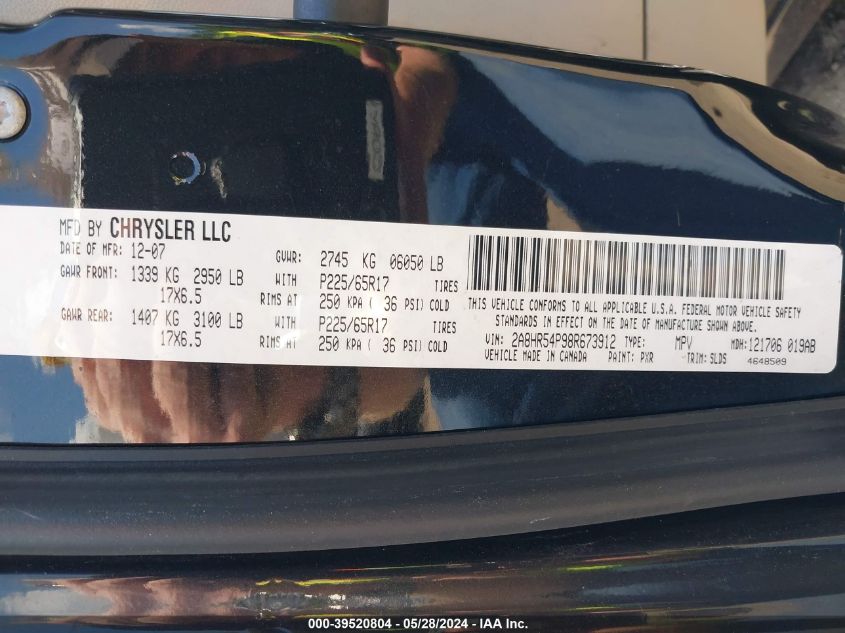 MFD BY CHRYSLER LLC
DATE OF MFR: 12-07 GVWR: 2745 KG 06050 LB
GAWR FRONT: 1339 KG 2950 LB WITH P225/65R17 TIRES
17X6.5 RIMS AT 250 KPA ( 36 PSI) COLD
GAWR REAR: 1407 KG 3100 LB WITH P225/65R17 TIRES
17X6.5 RIMS AT 250 KPA ( 36 PSI) COLD
THIS VEHICLE CONFORMS TO ALL APPLICABLE U.S.A. FEDERAL MOTOR VEHICLE SAFETY
STANDARDS IN EFFECT ON THE DATE OF MANUFACTURE SHOWN ABOVE.
VIN: 2A8HR54P98R673912 TYPE: MPV MDH: 121706 019AB
VEHICLE MADE IN CANADA PAINT: PXR TRIM: SLDS 4648509
000-39520804 - 05/28/2024 - IAA Inc.